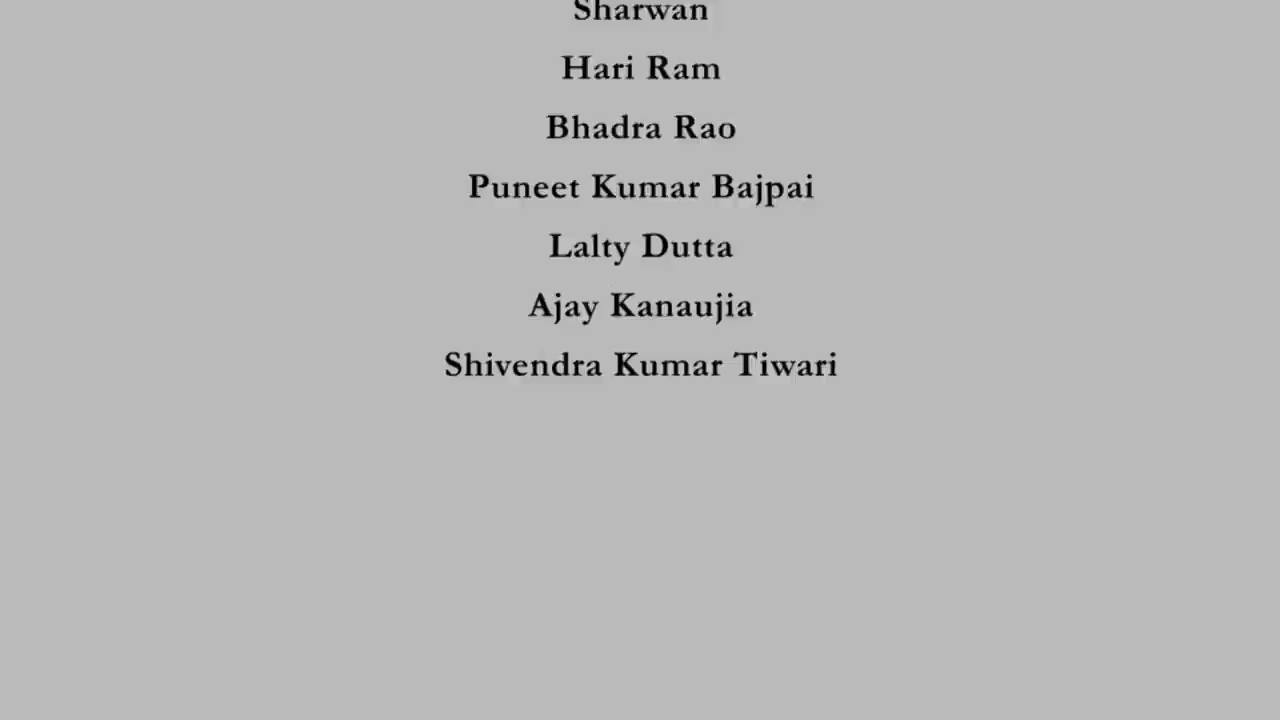 Sharwan
Hari Ram
Bhadra Rao
Puneet Kumar Bajpai
Lalty Dutta
Ajay Kanaujia
Shivendra Kumar Tiwari